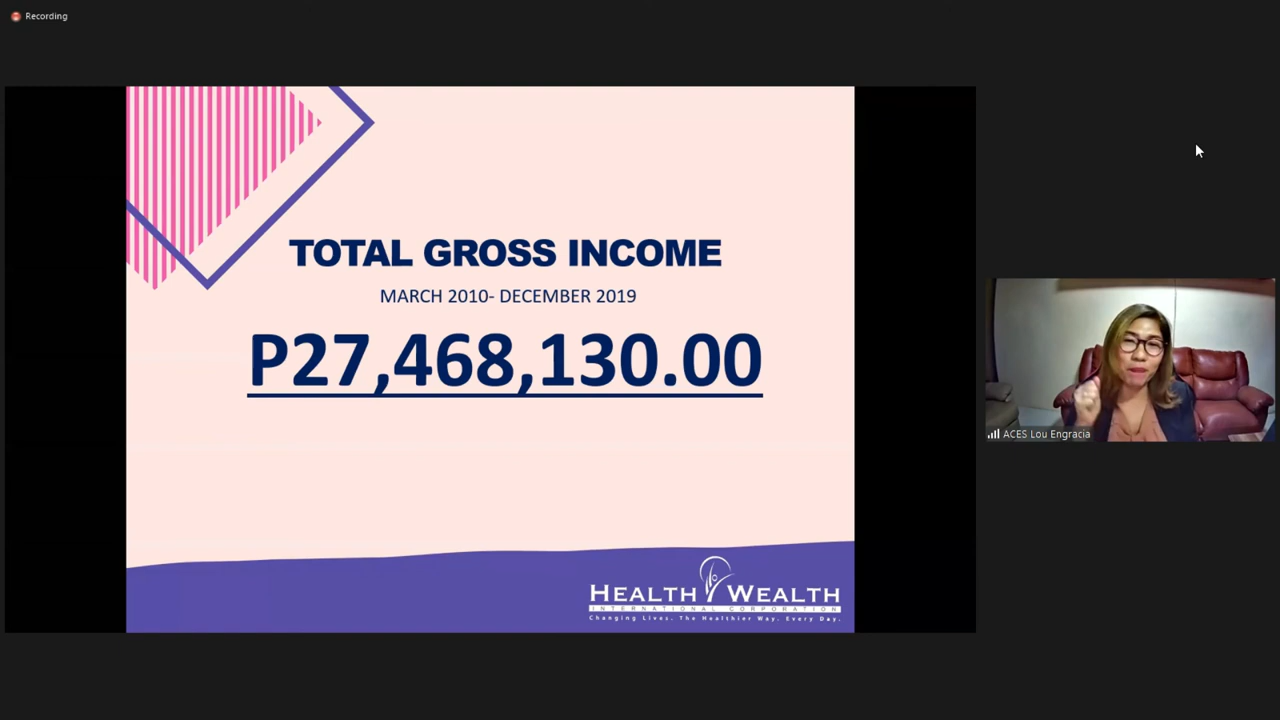 Recording
TOTAL GROSS INCOME
MARCH 2010- DECEMBER 2019
P27,468,130.00
HEALTH WEALTH
INTERNATIONAL CORPORATION
Changing Lives. The Healthier Way. Every Day.
ACES Lou Engracia